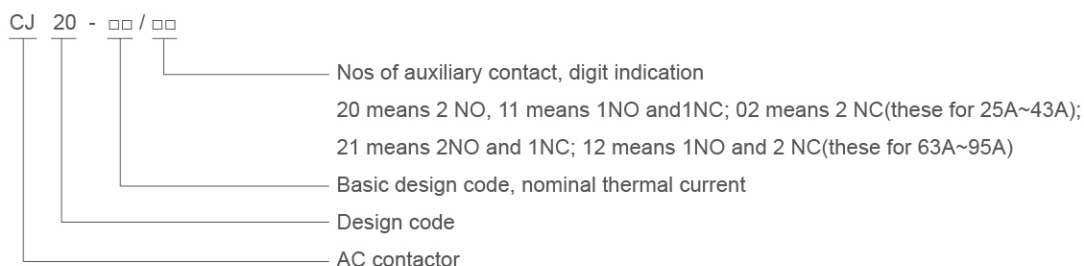 CJ 20 - □□ / □□
Nos of auxiliary contact, digit indication
20 means 2 NO, 11 means 1NO and1NC; 02 means 2 NC(these for 25A~43A);
21 means 2NO and 1NC; 12 means 1NO and 2 NC(these for 63A~95A)
Basic design code, nominal thermal current
Design code
AC contactor